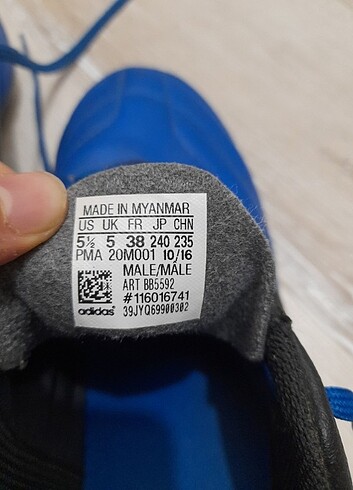 MADE IN MYANMAR
US UK FR JP CHN
5½ 5 38 240 235
PMA 20M001 10/16
MALE/MÂLE
ART BB5592
#116016741
adidas 39JYQ69900302